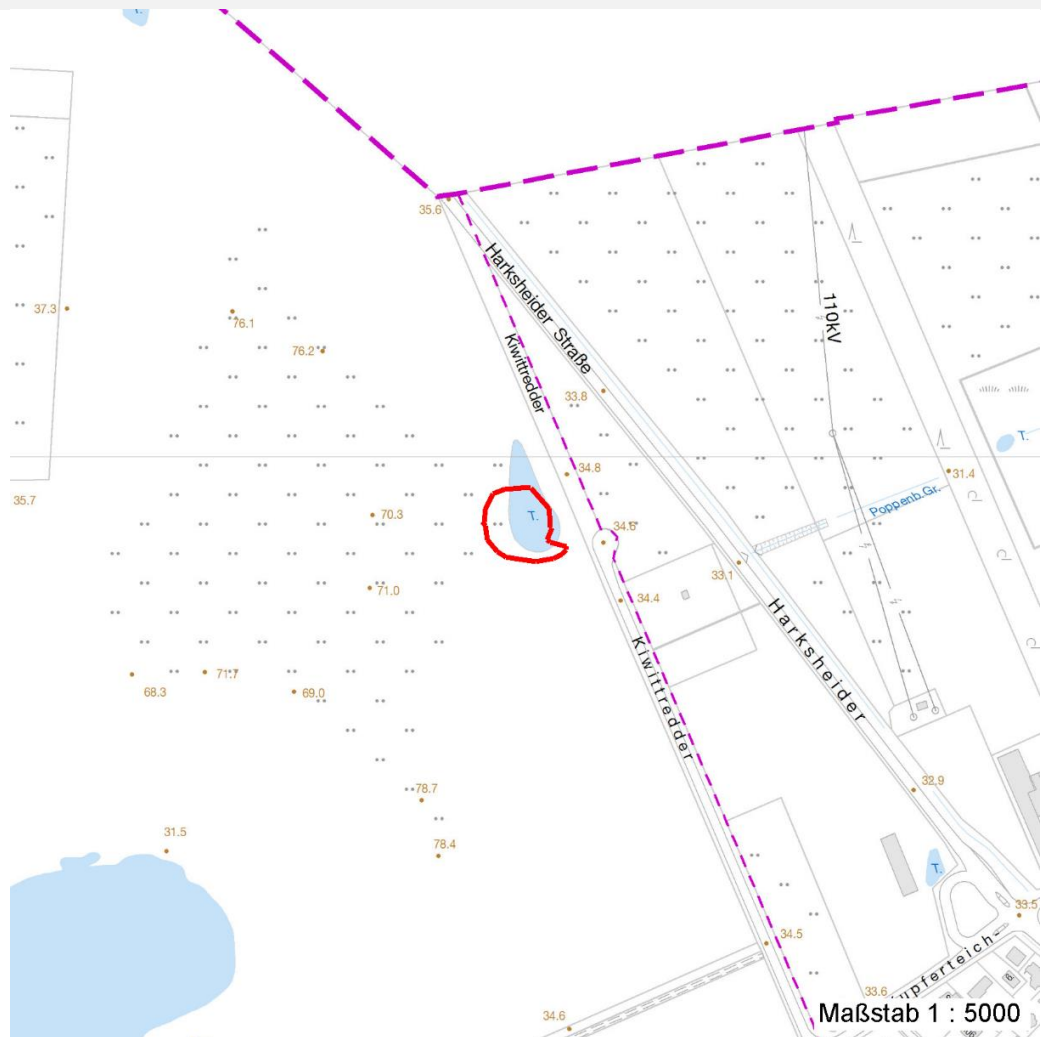 T.
35.6
37.3
Harksheider Straße
76.1
110kV
76.2
Kiwittredder
33.8
T.
34.8
31.4
35.7
70.3
T.
Poppenb.Gr.
34.6
33.1
71.0
34.4
Harksheider
Kiwittredder
71.7
68.3
69.0
32.9
78.7
31.5
78.4
T.
33.5
34.5
upferteich-
33.6
34.6
Maßstab 1 : 5000